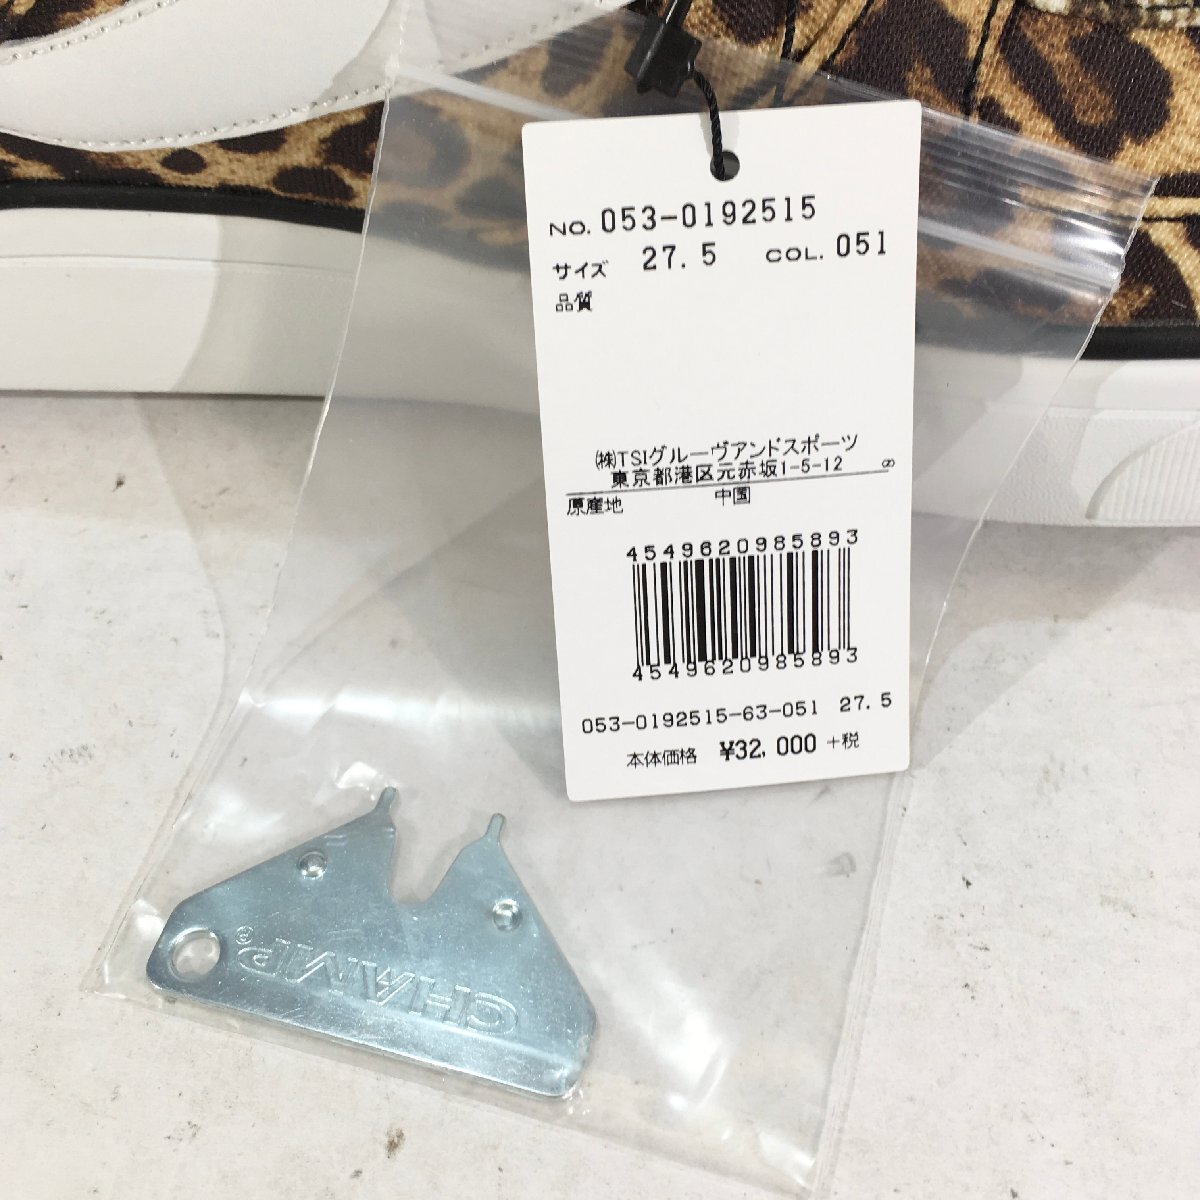 NO. 053-0192515
サイズ 27.5 COL. 051
品質
㈱TSIグルーヴアンドスポーツ
東京都港区元赤坂1-5-12
原産地 中国
4549620985893
4549620985893
053-0192515-63-051 27.5
本体価格 ¥32,000 +税
CHAMP®